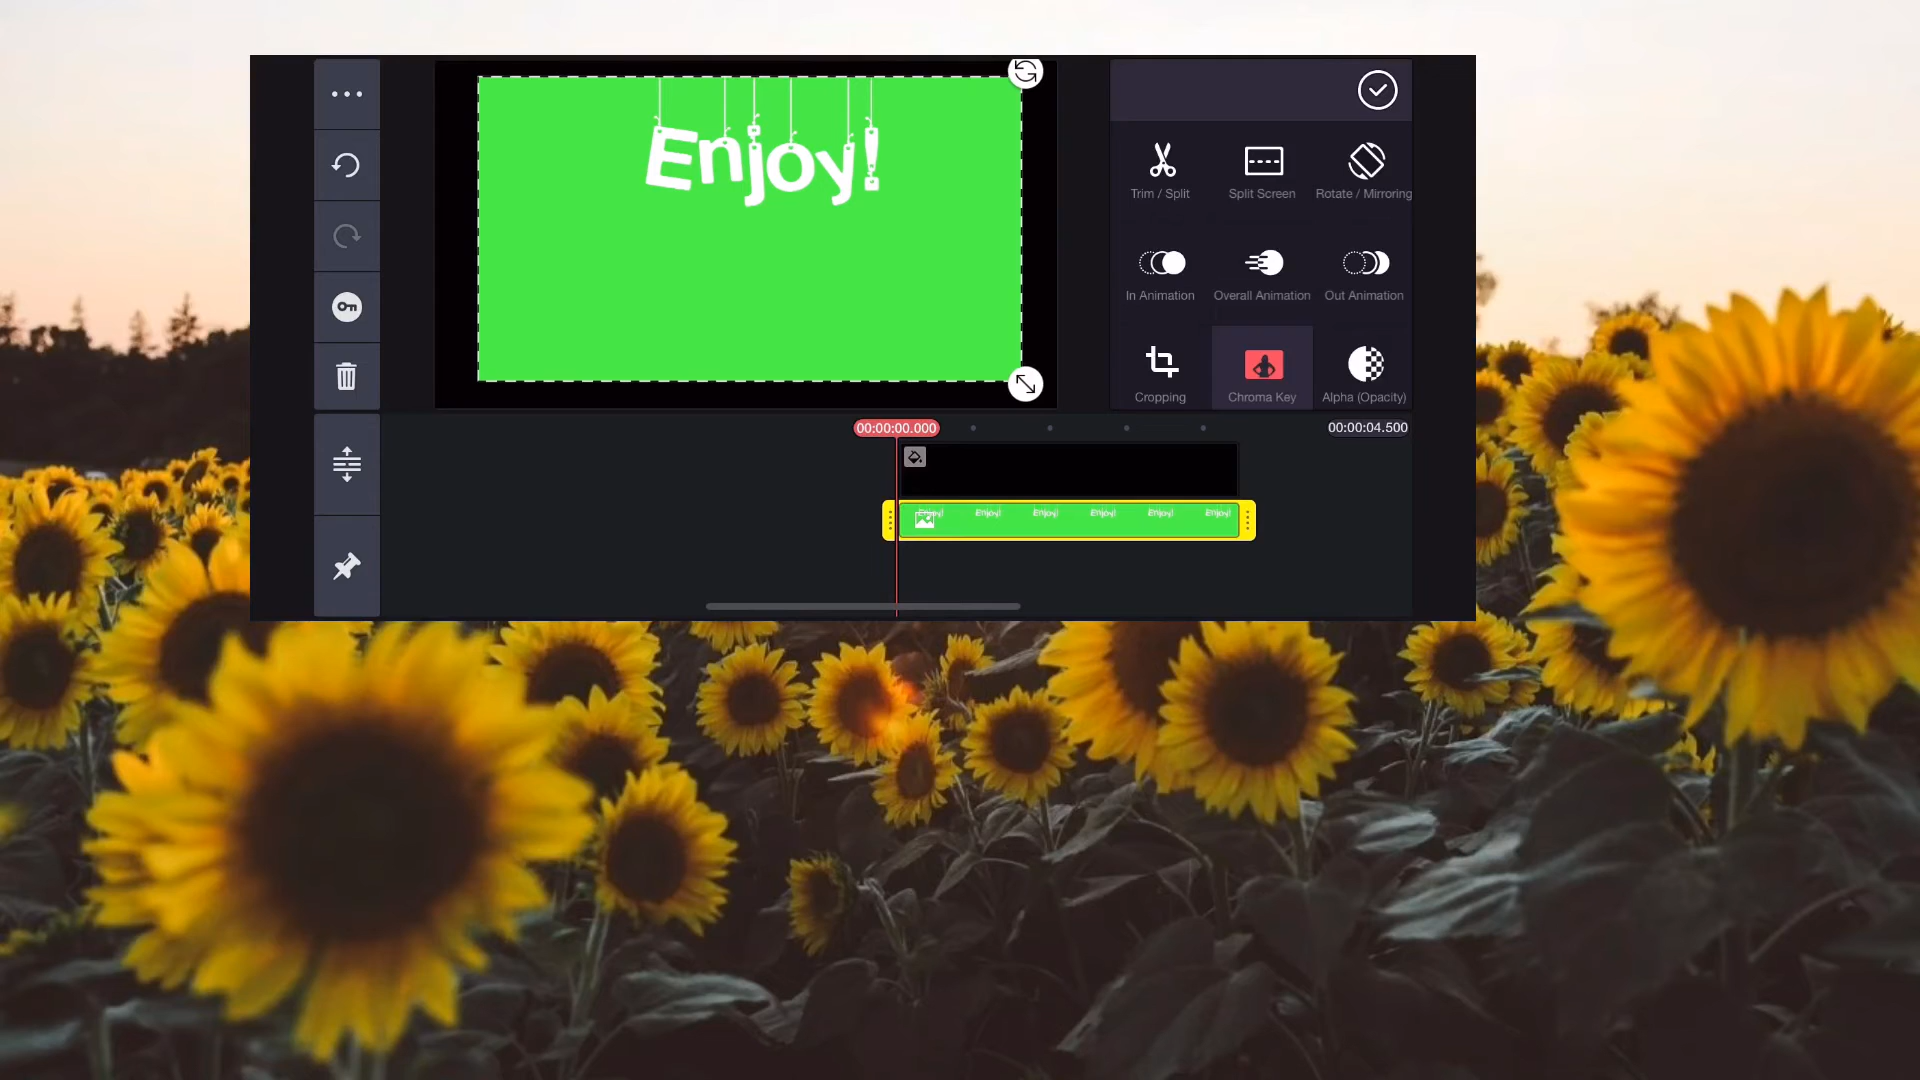 Enjoy!
Trim / Split
Split Screen
Rotate / Mirroring
In Animation
Overall Animation
Out Animation
Cropping
Chroma Key
Alpha (Opacity)
00:00:00.000
00:00:04.500
Enjoy! Enjoy! Enjoy! Enjoy! Enjoy! Enjoy!